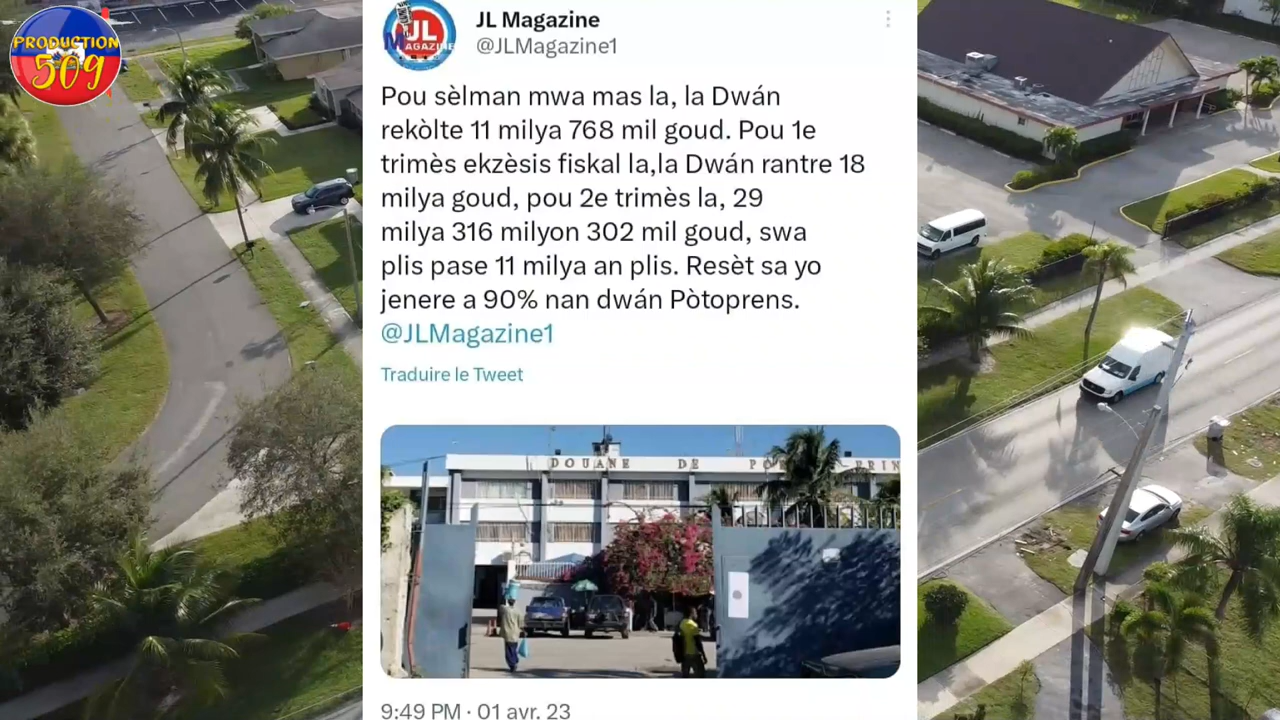 PRODUCTION
509
JL
MAGAZINE
JL Magazine
@JLMagazine1
Pou sèlman mwa mas la, la Dwán
rekòlte 11 milya 768 mil goud. Pou 1e
trimès ekzèsis fiskal la,la Dwán rantre 18
milya goud, pou 2e trimès la, 29
milya 316 milyon 302 mil goud, swa
plis pase 11 milya an plis. Resèt sa yo
jenere a 90% nan dwán Pòtoprens.
@JLMagazine1
Traduire le Tweet
DOUANE DE
9:49 PM · 01 avr. 23